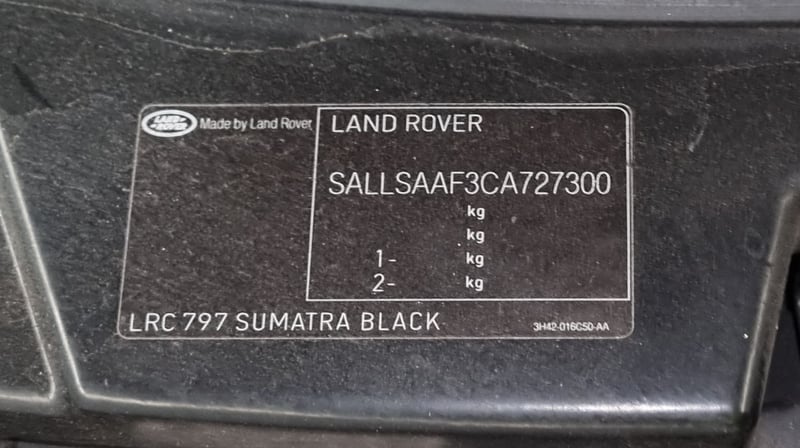 LAND ROVER
Made by Land Rover
LAND ROVER
SALLSAAF3CA727300
kg
kg
1- kg
2- kg
LRC 797 SUMATRA BLACK
3H42-016C50-AA